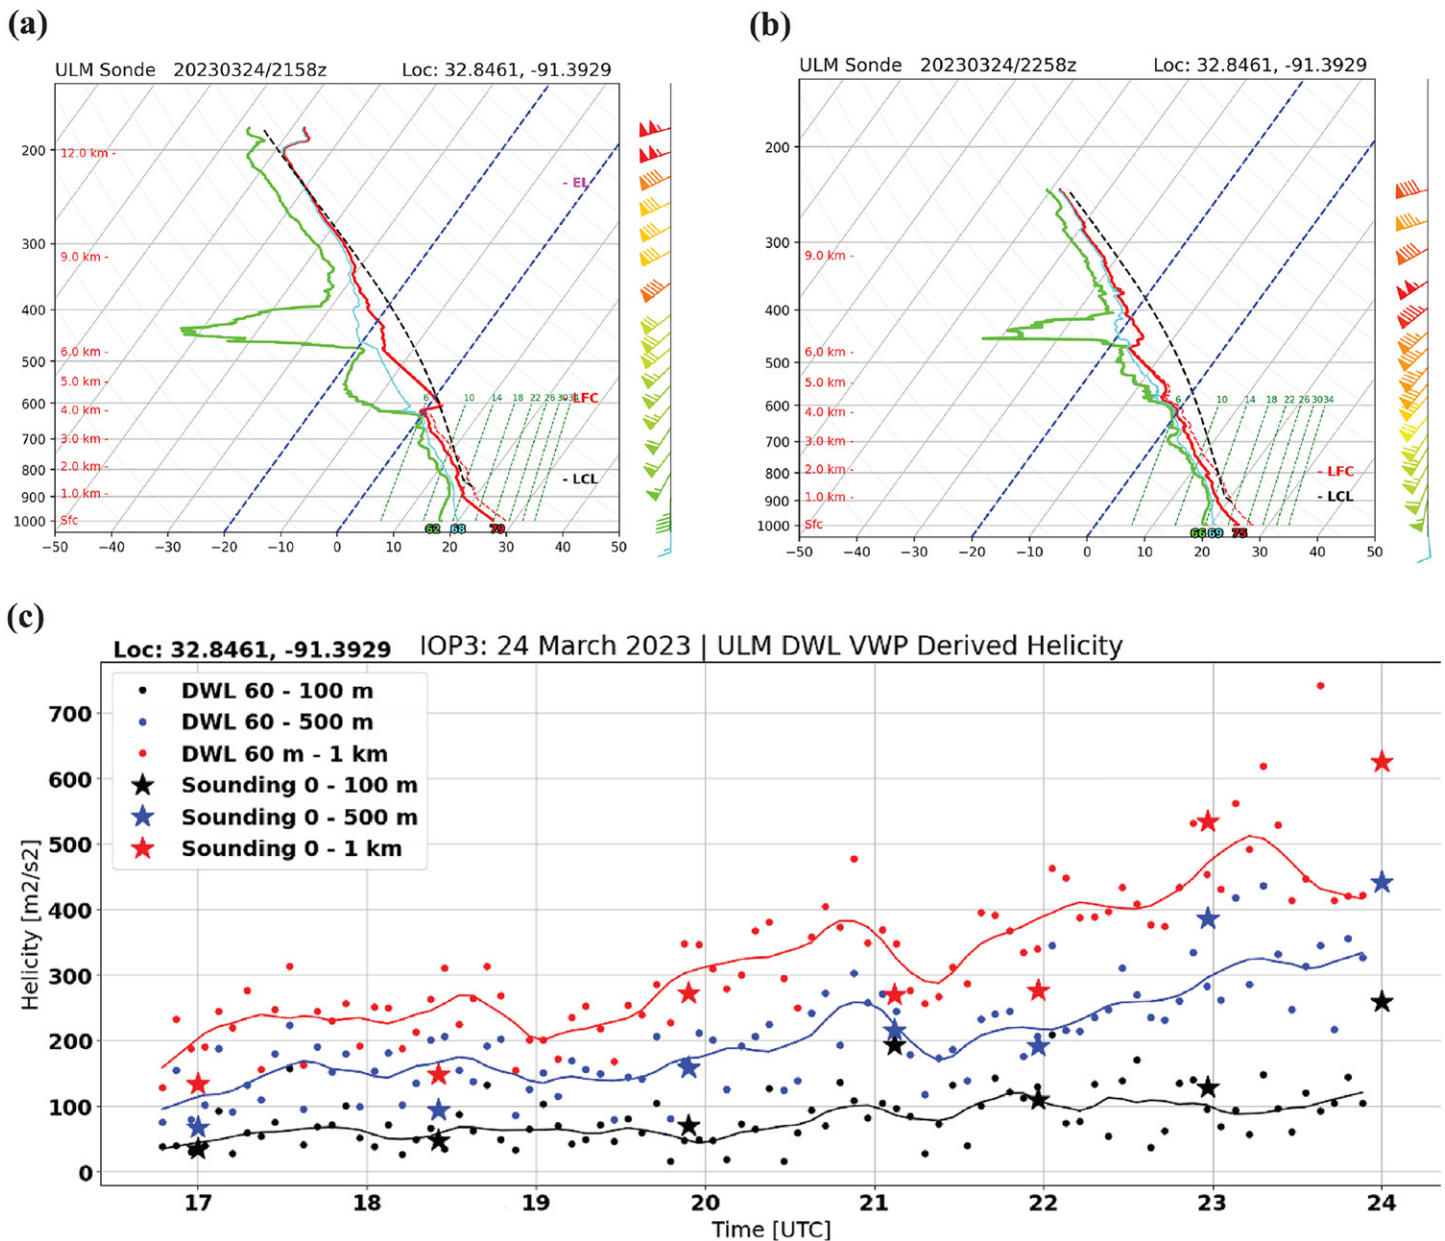 (a)
ULM Sonde 20230324/2158z Loc: 32.8461, -91.3929
200
300
400
500
600
700
800
900
1000
12.0 km -
9.0 km -
6.0 km -
5.0 km -
4.0 km -
3.0 km -
2.0 km -
1.0 km -
Sfc
- EL
LFC
- LCL
6 10 14 18 22 26 30 34
62 68 79
−50 −40 −30 −20 −10 0 10 20 30 40 50
(b)
ULM Sonde 20230324/2258z Loc: 32.8461, -91.3929
200
300
400
500
600
700
800
900
1000
9.0 km -
6.0 km -
5.0 km -
4.0 km -
3.0 km -
2.0 km -
1.0 km -
Sfc
- LFC
- LCL
6 10 14 18 22 26 30 34
66 69 75
−50 −40 −30 −20 −10 0 10 20 30 40 50
(c)
Loc: 32.8461, -91.3929 IOP3: 24 March 2023 | ULM DWL VWP Derived Helicity
DWL 60 - 100 m
DWL 60 - 500 m
DWL 60 m - 1 km
Sounding 0 - 100 m
Sounding 0 - 500 m
Sounding 0 - 1 km
Helicity [m2/s2]
700
600
500
400
300
200
100
0
17 18 19 20 21 22 23 24
Time [UTC]